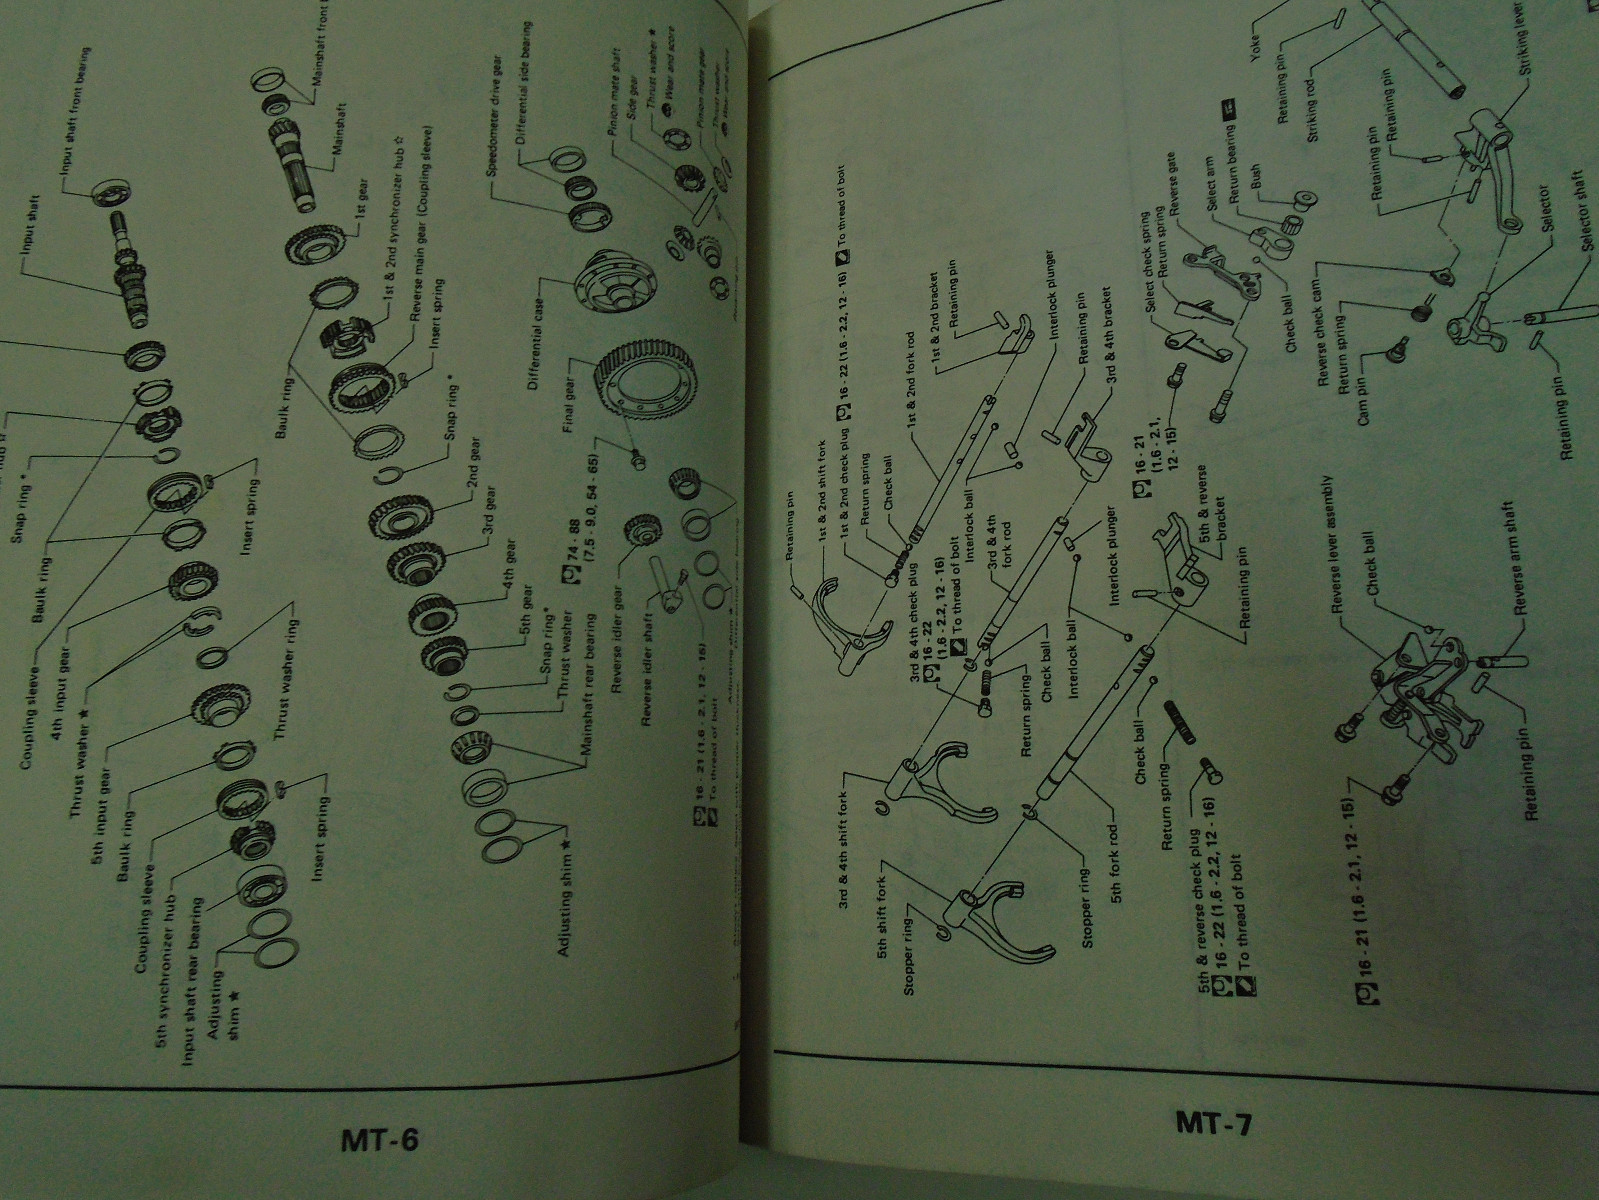 Input shaft front bearing
Input shaft
Mainshaft front
Mainshaft
1st gear
1st & 2nd synchronizer hub ☆
Reverse main gear (Coupling sleeve)
Insert spring
Baulk ring
Snap ring *
2nd gear
3rd gear
4th gear
5th gear
Snap ring*
Thrust washer
Mainshaft rear bearing
Adjusting shim ★
Snap ring *
Baulk ring
Insert spring
Coupling sleeve
4th input gear
Thrust washer ★
Thrust washer ring
5th input gear
Baulk ring
Coupling sleeve
Insert spring
5th synchronizer hub
Input shaft rear bearing
Adjusting
shim ★
Speedometer drive gear
Differential side bearing
Differential case
Final gear
74 - 88
(7.5 - 9.0, 54 - 65)
Pinion mate shaft
Side gear
Thrust washer ★
Wear and score
Pinion mate gear
Thrust washer
Wear and score
Reverse idler gear
Reverse idler shaft
16 - 21 (1.6 - 2.1, 12 - 15)
To thread of bolt
MT-6
Retaining pin
1st & 2nd shift fork
1st & 2nd check plug 16 - 22 (1.6 - 2.2, 12 - 16) To thread of bolt
Return spring
Check ball
1st & 2nd fork rod
1st & 2nd bracket
Retaining pin
Interlock plunger
Retaining pin
3rd & 4th bracket
3rd & 4th check plug
16 - 22
(1.6 - 2.2, 12 - 16)
To thread of bolt
Interlock ball
3rd & 4th
fork rod
Return spring
Check ball
Interlock ball
Interlock plunger
3rd & 4th shift fork
5th shift fork
Stopper ring
Stopper ring
5th fork rod
Check ball
Return spring
5th & reverse check plug
16 - 22 (1.6 - 2.2, 12 - 16)
To thread of bolt
5th & reverse
bracket
Retaining pin
16 - 21
(1.6 - 2.1,
12 - 15)
Select check spring
Return spring
Reverse gate
Select arm
Return bearing
Bush
Check ball
Yoke
Retaining pin
Striking rod
Retaining pin
Retaining pin
Striking lever
Reverse check cam
Return spring
Cam pin
Selector
Selector shaft
Retaining pin
Reverse lever assembly
Check ball
Reverse arm shaft
Retaining pin
16 - 21 (1.6 - 2.1, 12 - 15)
MT-7